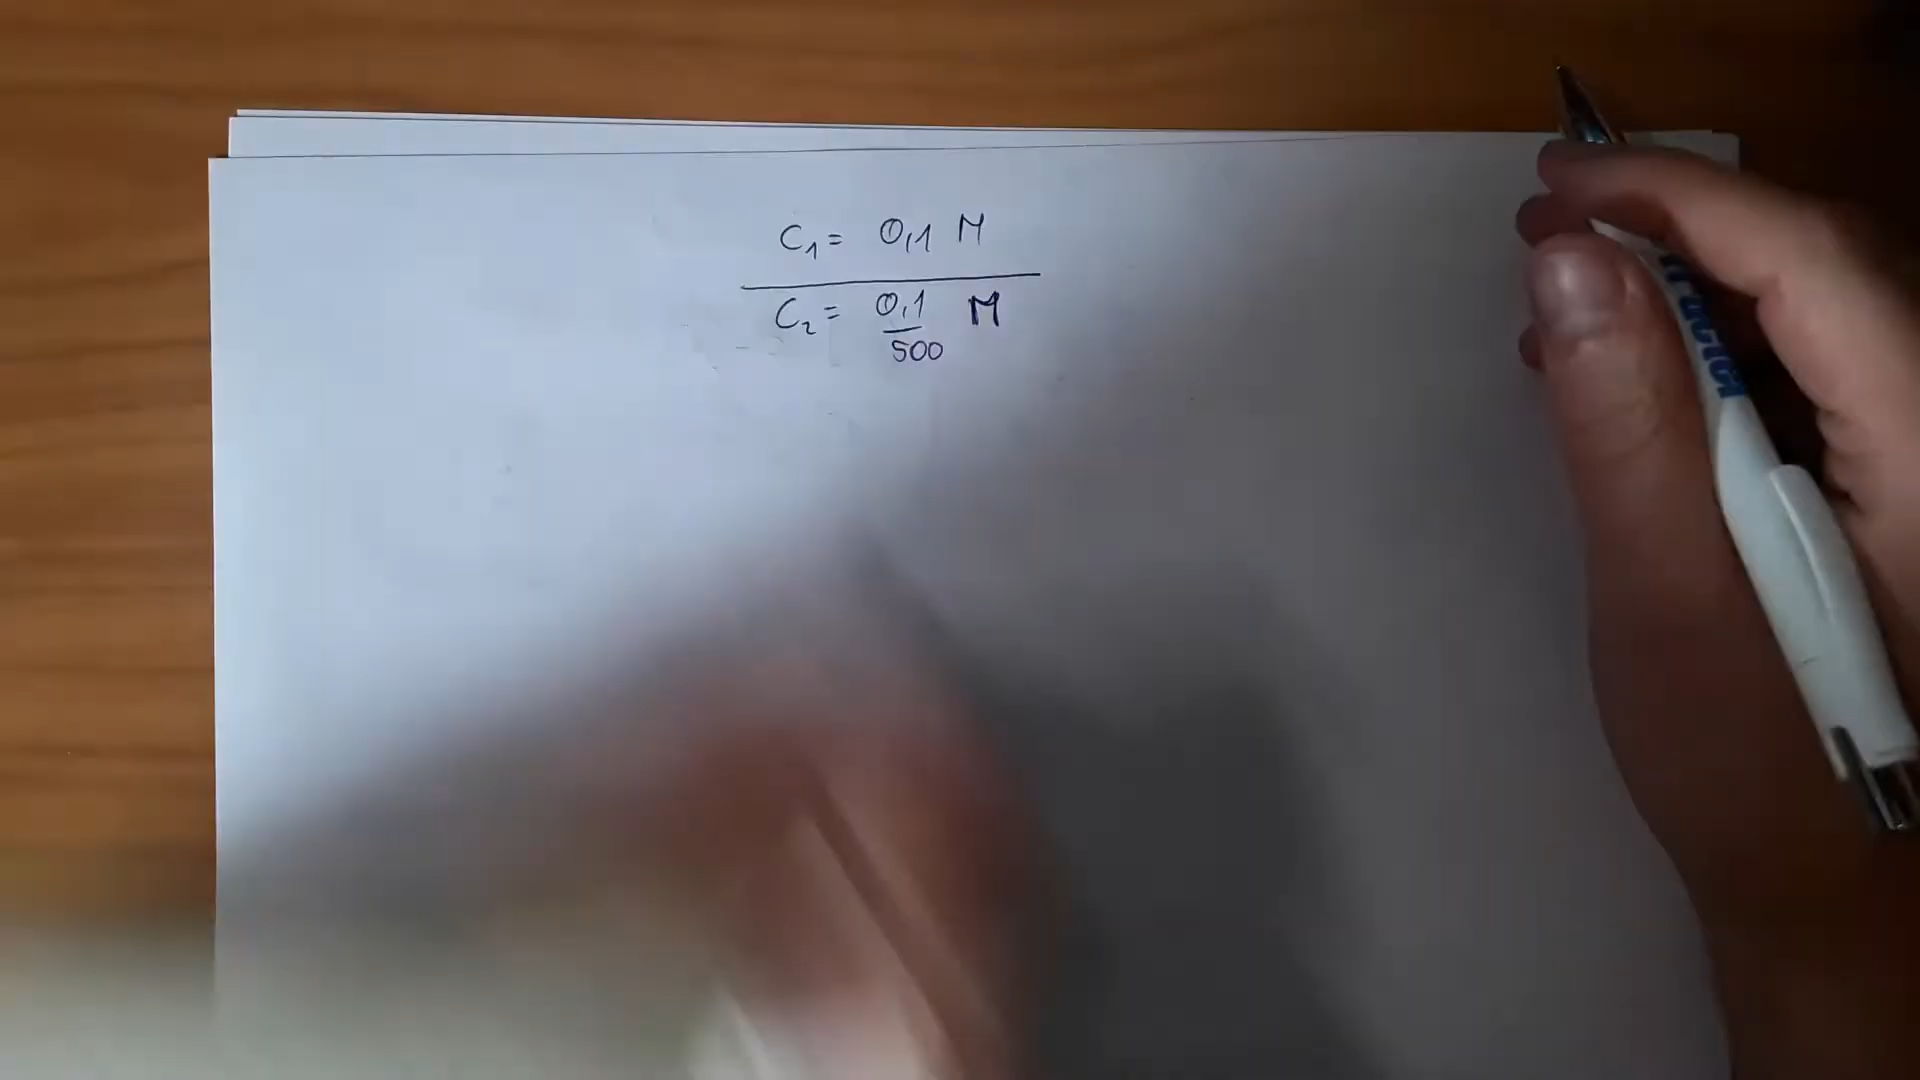 C₁ = 0,1 M
C₂ = 0,1 M
500